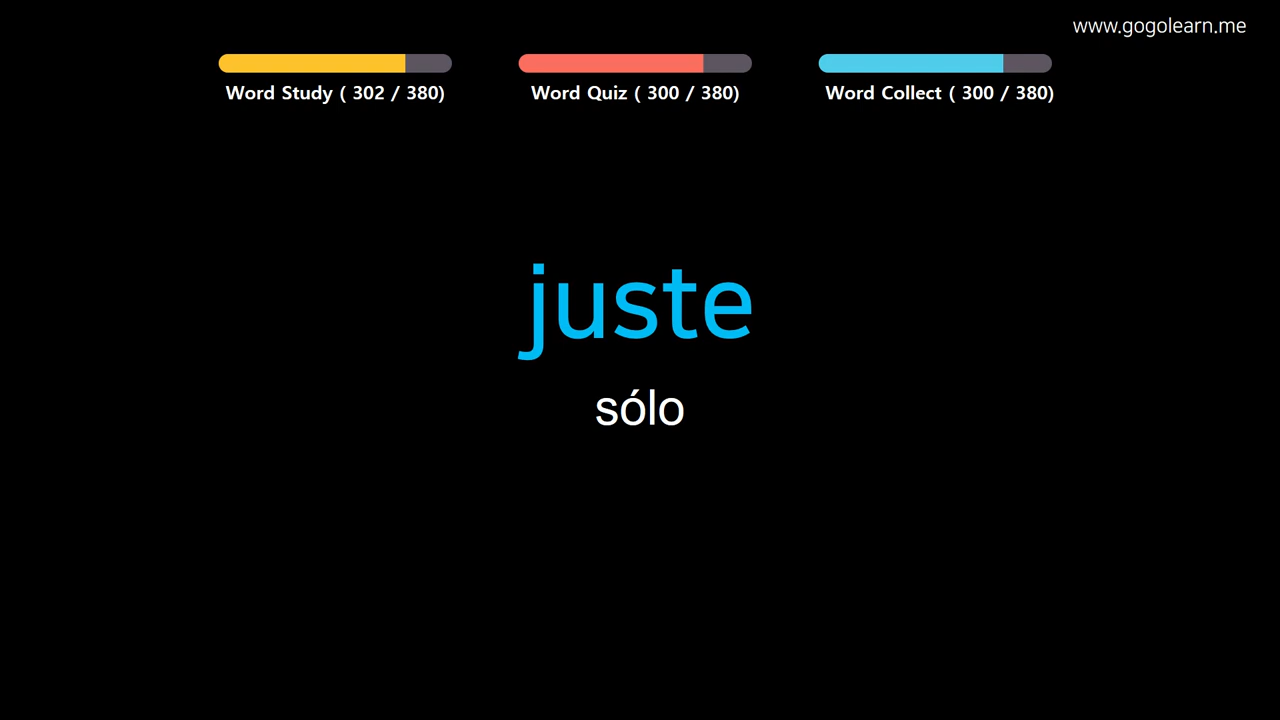 www.gogolearn.me
Word Study ( 302 / 380)
Word Quiz ( 300 / 380)
Word Collect ( 300 / 380)
juste
sólo